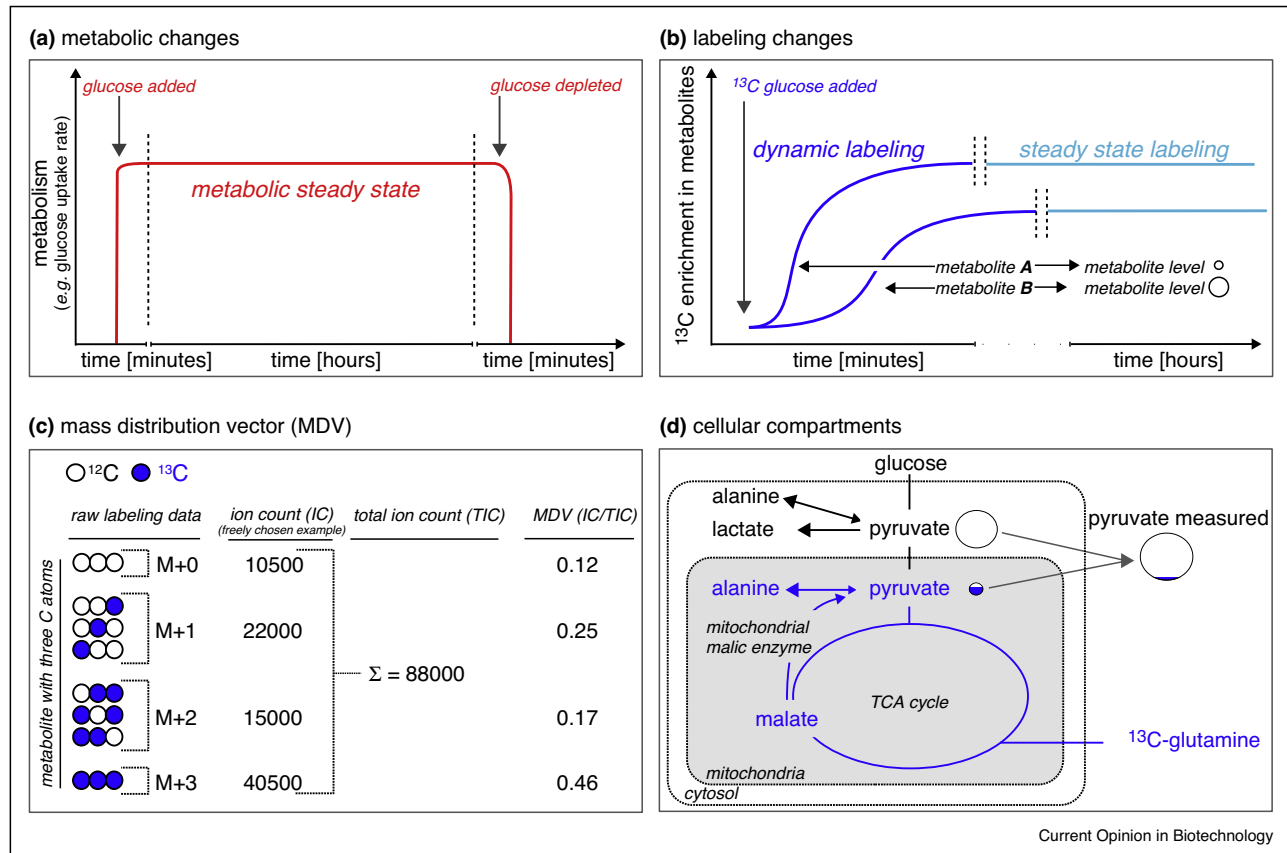 (a) metabolic changes
glucose added
glucose depleted
metabolism
(e.g. glucose uptake rate)
metabolic steady state
time [minutes]
time [hours]
time [minutes]
(b) labeling changes
¹³C enrichment in metabolites
¹³C glucose added
dynamic labeling
steady state labeling
metabolite A
metabolite level
metabolite B
metabolite level
time [minutes]
time [hours]
(c) mass distribution vector (MDV)
¹²C
¹³C
raw labeling data
ion count (IC)
(freely chosen example)
total ion count (TIC)
MDV (IC/TIC)
metabolite with three C atoms
M+0
10500
0.12
M+1
22000
0.25
Σ = 88000
M+2
15000
0.17
M+3
40500
0.46
(d) cellular compartments
glucose
alanine
lactate
pyruvate
pyruvate measured
alanine
pyruvate
mitochondrial
malic enzyme
malate
TCA cycle
¹³C-glutamine
mitochondria
cytosol
Current Opinion in Biotechnology